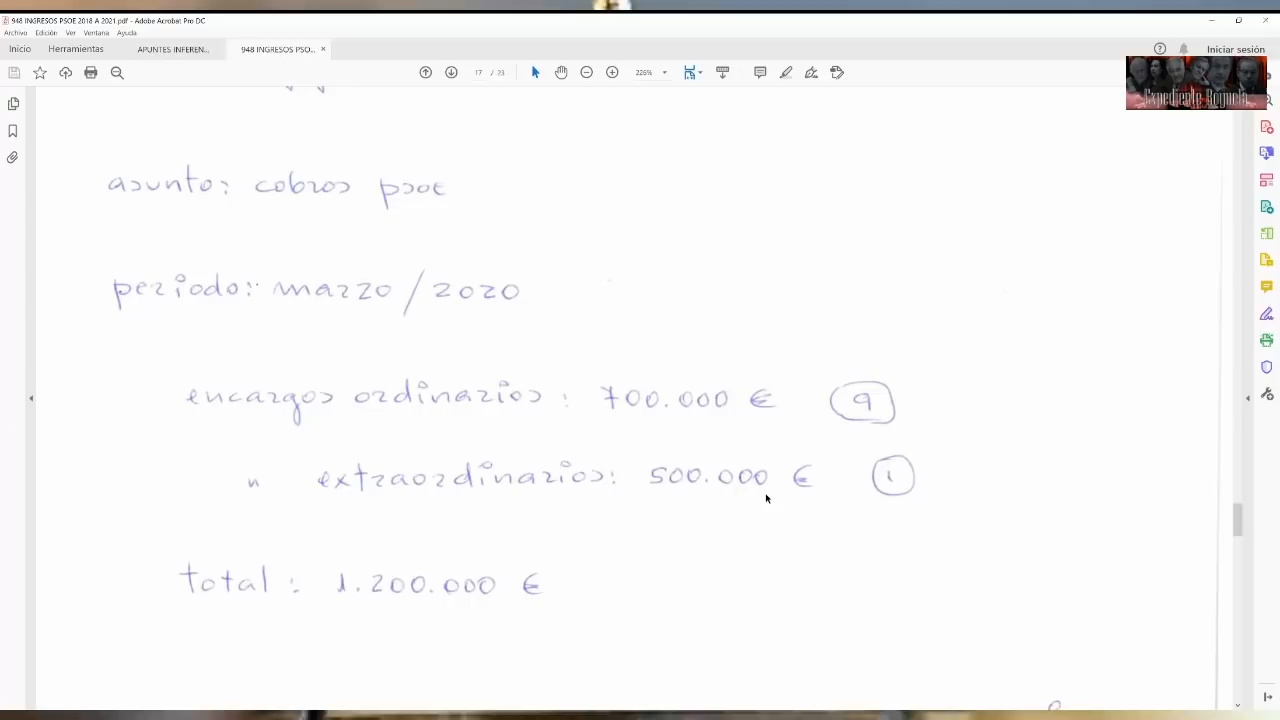 948 INGRESOS PSOE 2018 A 2021.pdf - Adobe Acrobat Pro DC
Archivo Edición Ver Ventana Ayuda
Inicio Herramientas APUNTES INFEREN... 948 INGRESOS PSO... × Iniciar sesión
17 / 23 226%
Expediente Royuela
asunto: cobros psoe
periodo: marzo / 2020
encargos ordinarios: 700.000 € 9
" extraordinarios: 500.000 € 1
total: 1.200.000 €